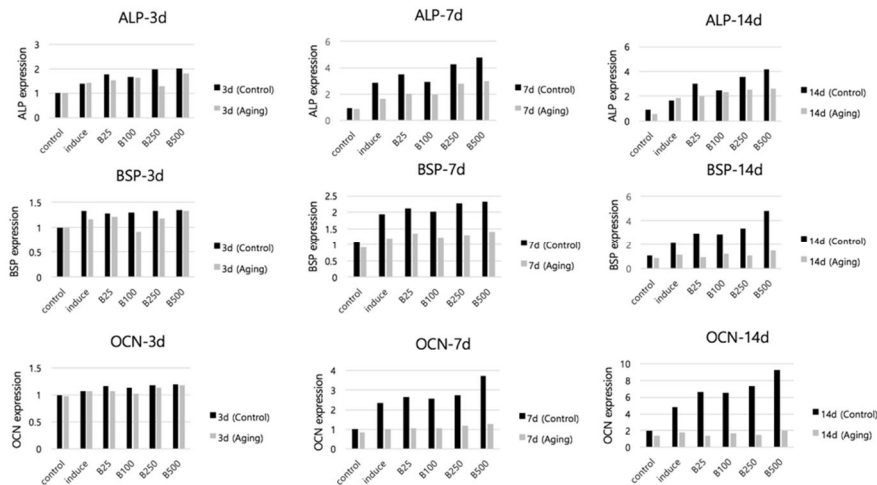 ALP-3d
ALP expression
3
2
1
0
control
induce
B25
B100
B250
B500
3d (Control)
3d (Aging)
ALP-7d
ALP expression
6
4
2
0
control
induce
B25
B100
B250
B500
7d (Control)
7d (Aging)
ALP-14d
ALP expression
6
4
2
0
control
induce
B25
B100
B250
B500
14d (Control)
14d (Aging)
BSP-3d
BSP expression
1.5
1
0.5
0
control
induce
B25
B100
B250
B500
3d (Control)
3d (Aging)
BSP-7d
BSP expression
2.5
2
1.5
1
0.5
0
control
induce
B25
B100
B250
B500
7d (Control)
7d (Aging)
BSP-14d
BSP expression
6
4
2
0
control
induce
B25
B100
B250
B500
14d (Control)
14d (Aging)
OCN-3d
OCN expression
1.5
1
0.5
0
control
induce
B25
B100
B250
B500
3d (Control)
3d (Aging)
OCN-7d
OCN expression
4
3
2
1
0
control
induce
B25
B100
B250
B500
7d (Control)
7d (Aging)
OCN-14d
OCN expression
10
8
6
4
2
0
control
induce
B25
B100
B250
B500
14d (Control)
14d (Aging)